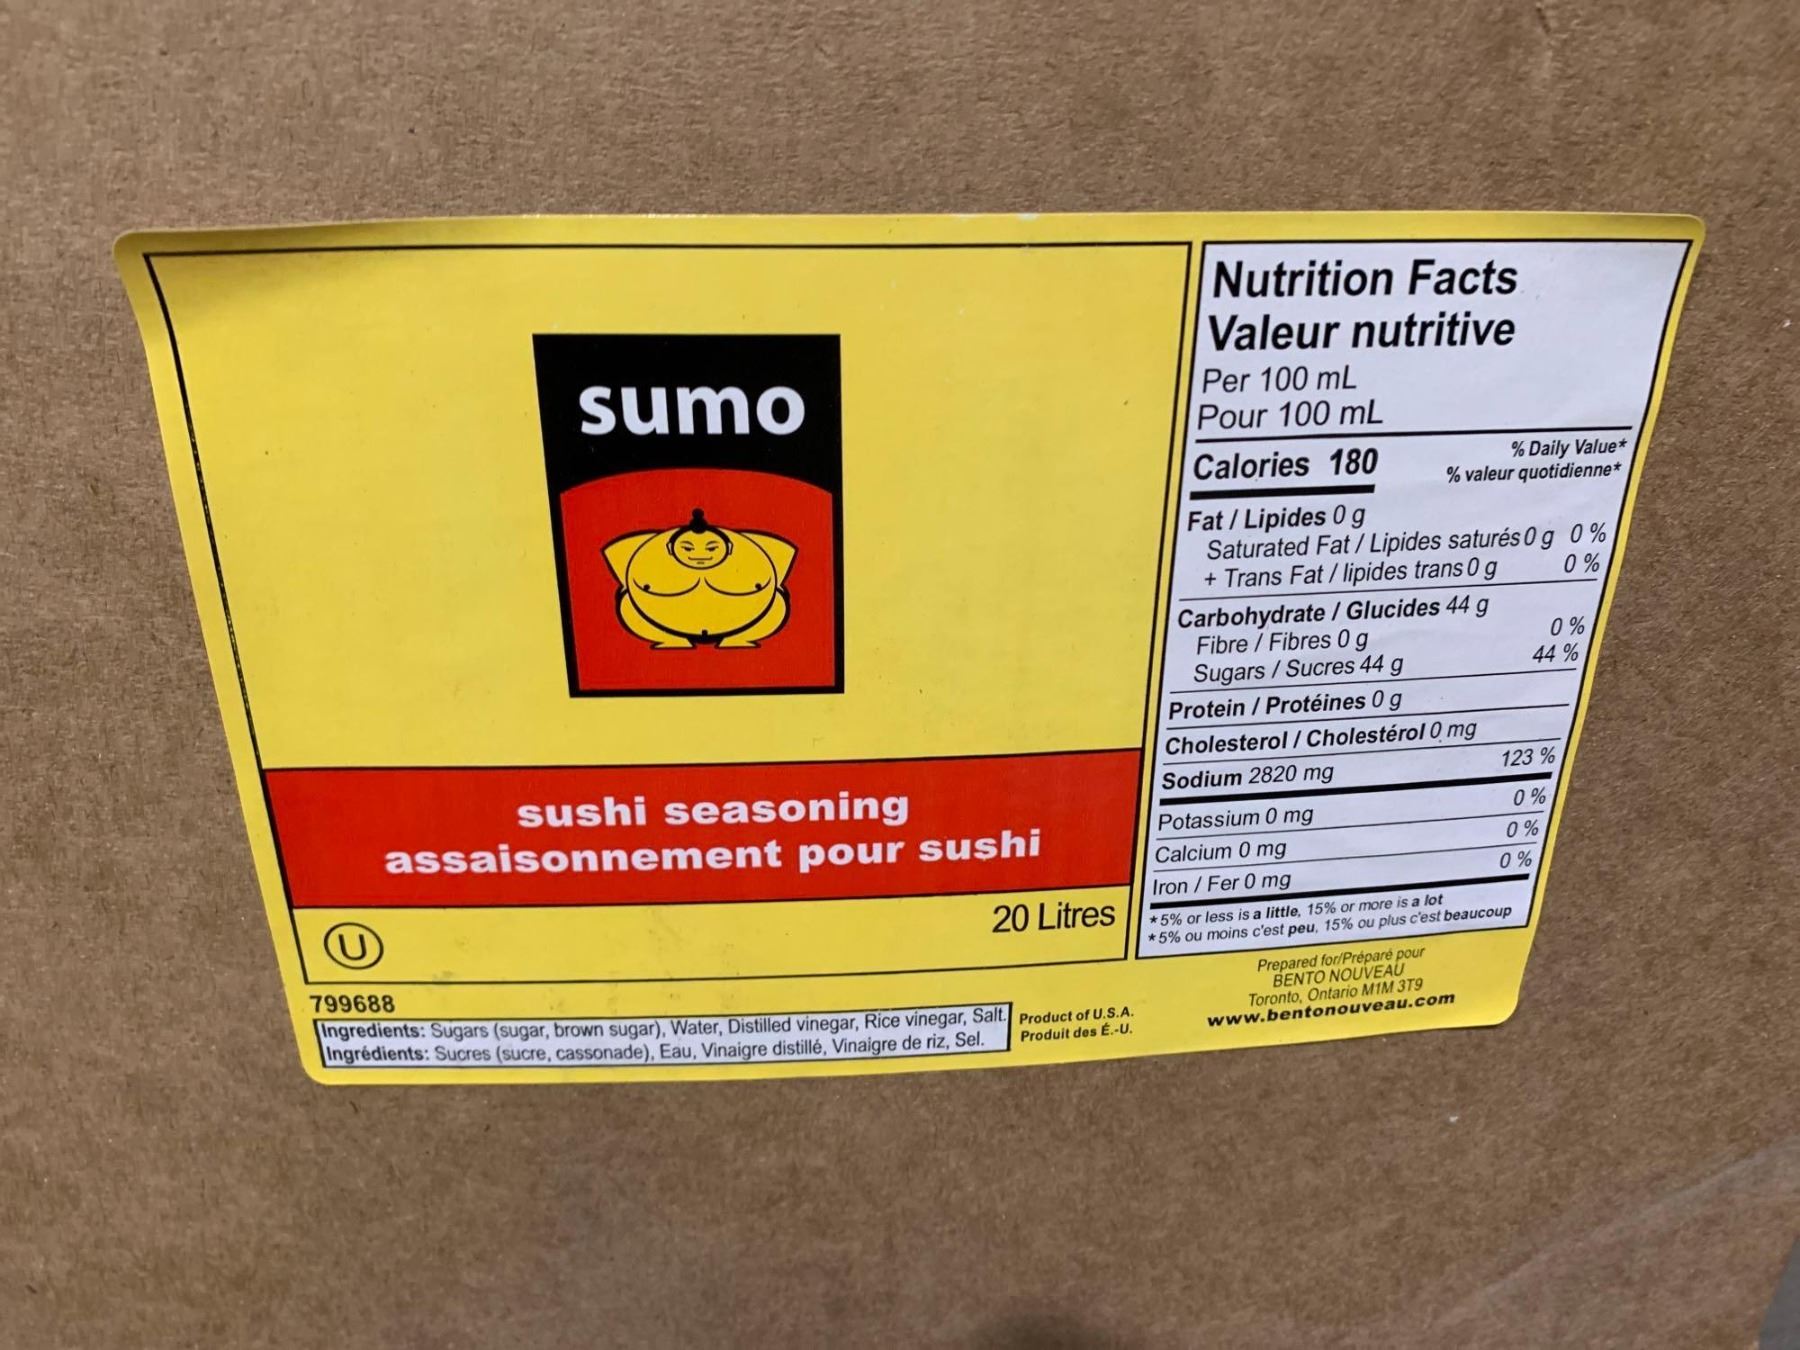 sumo
sushi seasoning
assaisonnement pour sushi
20 Litres
U
799688
Ingredients: Sugars (sugar, brown sugar), Water, Distilled vinegar, Rice vinegar, Salt.
Ingrédients: Sucres (sucre, cassonade), Eau, Vinaigre distillé, Vinaigre de riz, Sel.
Product of U.S.A.
Produit des É.-U.
Nutrition Facts
Valeur nutritive
Per 100 mL
Pour 100 mL
Calories 180
% Daily Value*
% valeur quotidienne*
Fat / Lipides 0 g
Saturated Fat / Lipides saturés 0 g 0 %
+ Trans Fat / lipides trans 0 g 0 %
Carbohydrate / Glucides 44 g
Fibre / Fibres 0 g 0 %
Sugars / Sucres 44 g 44 %
Protein / Protéines 0 g
Cholesterol / Cholestérol 0 mg
Sodium 2820 mg 123 %
Potassium 0 mg 0 %
Calcium 0 mg 0 %
Iron / Fer 0 mg 0 %
*5% or less is a little, 15% or more is a lot
*5% ou moins c'est peu, 15% ou plus c'est beaucoup
Prepared for/Préparé pour
BENTO NOUVEAU
Toronto, Ontario M1M 3T9
www.bentonouveau.com